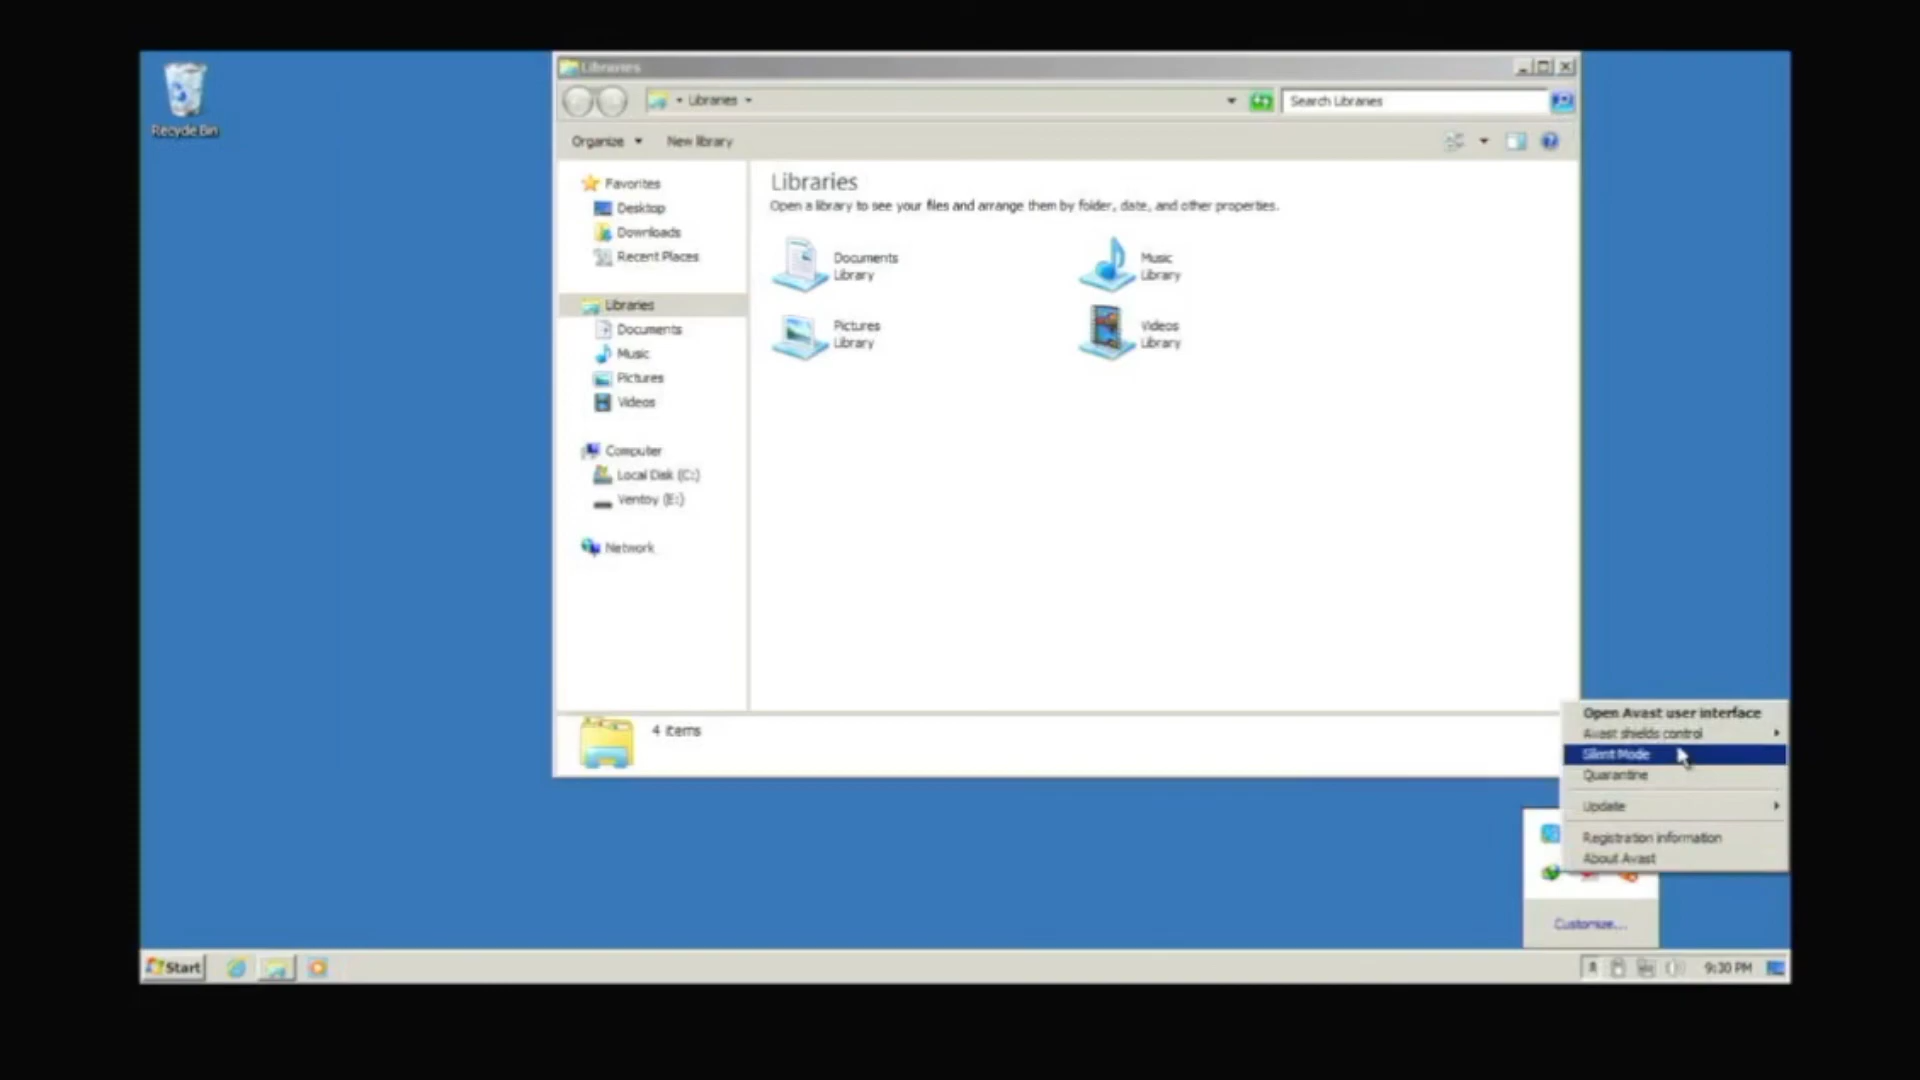 Recycle Bin
Libraries
Libraries
Search Libraries
Organize
New library
Favorites
Desktop
Downloads
Recent Places
Libraries
Documents
Music
Pictures
Videos
Computer
Local Disk (C:)
Ventoy (E:)
Network
Libraries
Open a library to see your files and arrange them by folder, date, and other properties.
Documents
Library
Music
Library
Pictures
Library
Videos
Library
4 items
Open Avast user interface
Avast shields control
Silent Mode
Quarantine
Update
Registration information
About Avast
Customize...
Start
9:30 PM